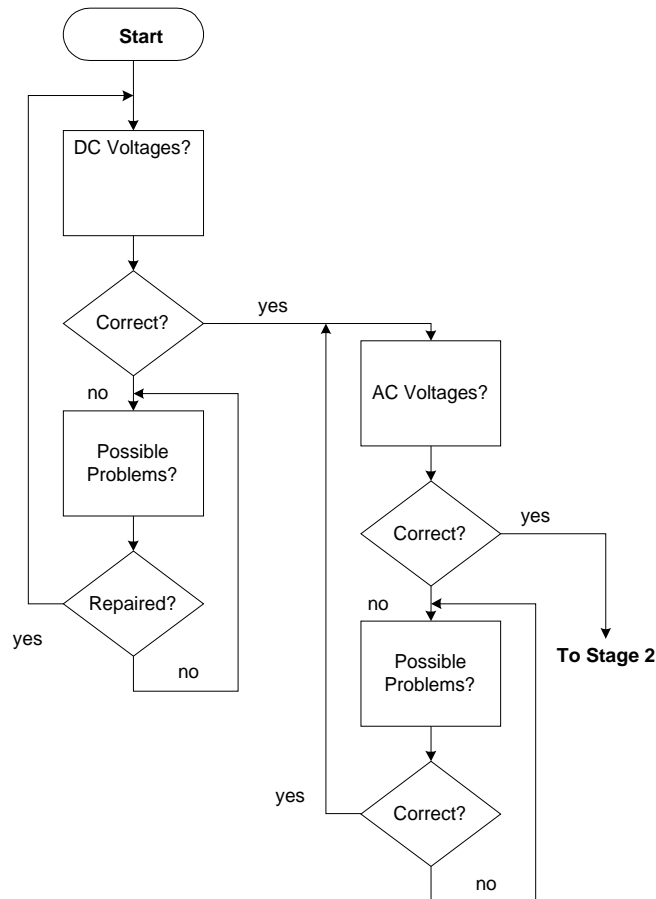 Start
DC Voltages?
Correct?
yes
no
Possible
Problems?
Repaired?
yes
no
AC Voltages?
Correct?
yes
no
To Stage 2
Possible
Problems?
Correct?
yes
no